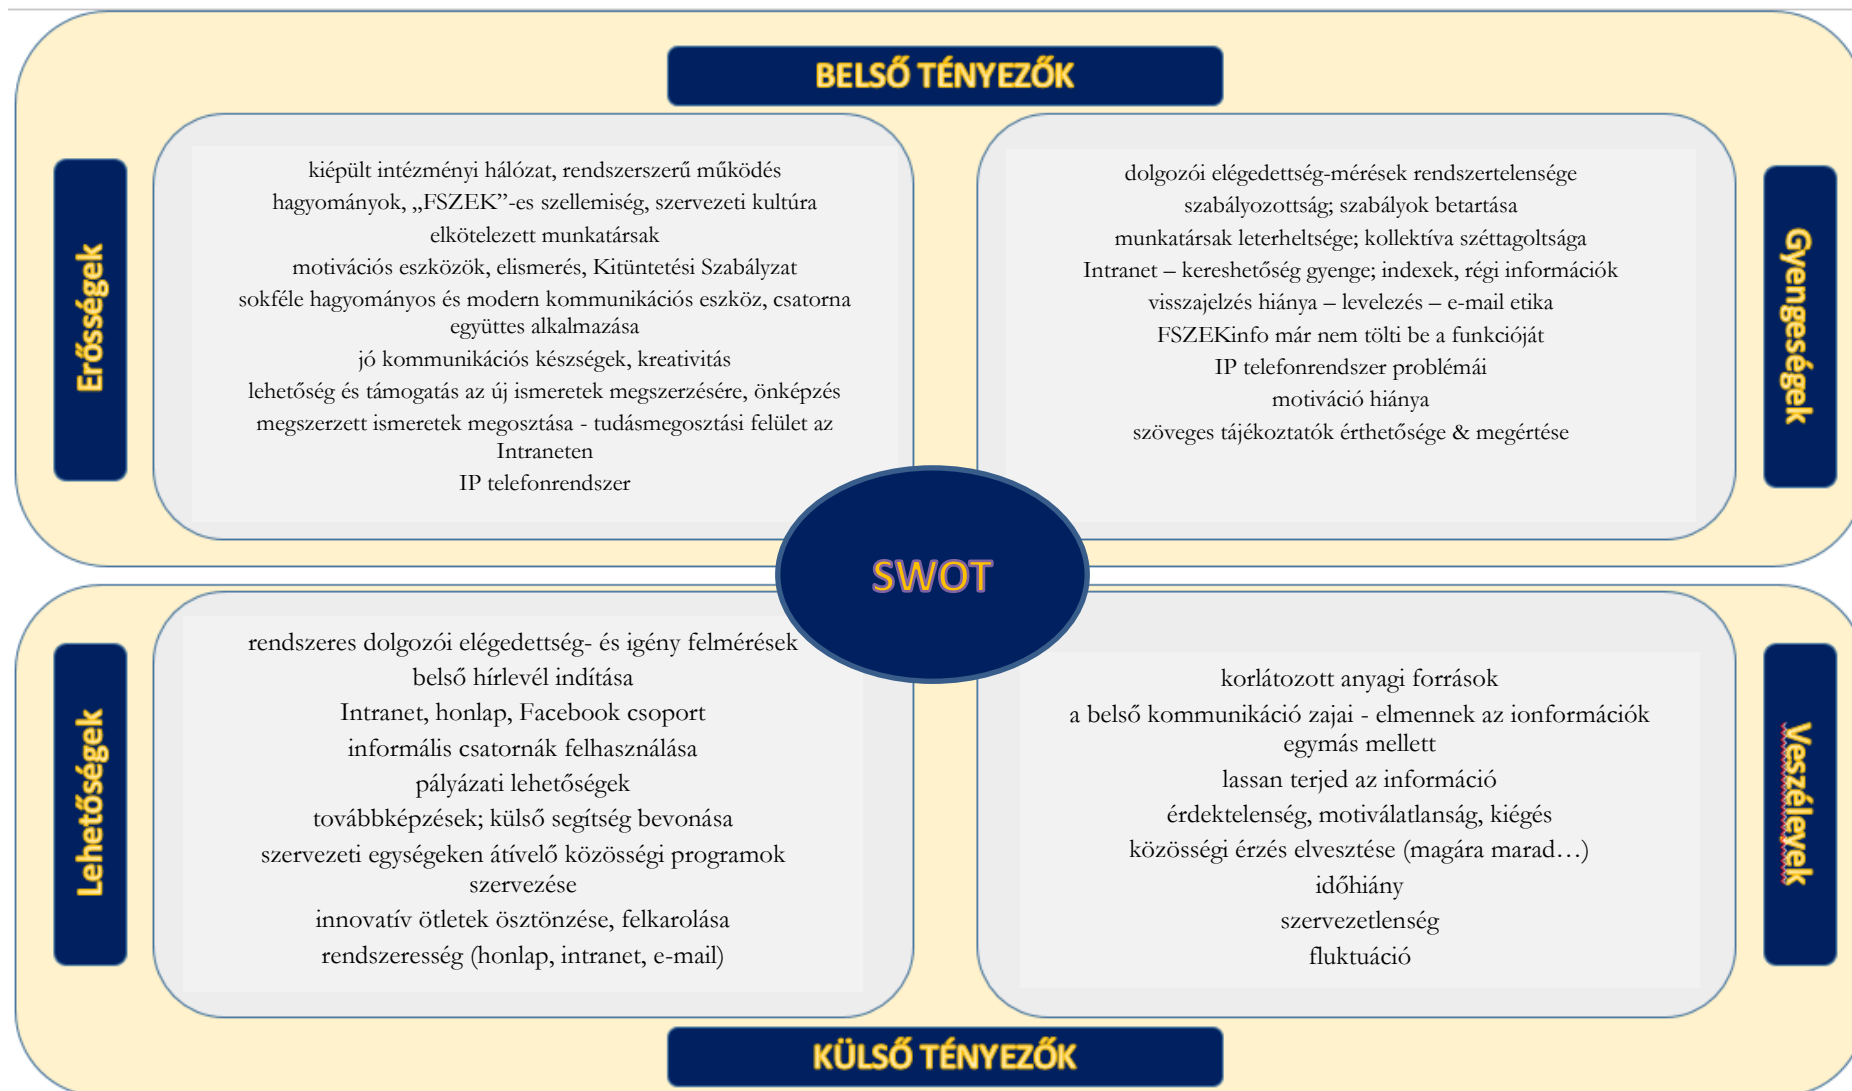 BELSŐ TÉNYEZŐK
Erősségek
kiépült intézményi hálózat, rendszerszerű működés
hagyományok, „FSZEK”-es szellemiség, szervezeti kultúra
elkötelezett munkatársak
motivációs eszközök, elismerés, Kitüntetési Szabályzat
sokféle hagyományos és modern kommunikációs eszköz, csatorna
együttes alkalmazása
jó kommunikációs készségek, kreativitás
lehetőség és támogatás az új ismeretek megszerzésére, önképzés
megszerzett ismeretek megosztása - tudásmegosztási felület az
Intraneten
IP telefonrendszer
dolgozói elégedettség-mérések rendszertelensége
szabályozottság; szabályok betartása
munkatársak leterheltsége; kollektíva széttagoltsága
Intranet – kereshetőség gyenge; indexek, régi információk
visszajelzés hiánya – levelezés – e-mail etika
FSZEKinfo már nem tölti be a funkcióját
IP telefonrendszer problémái
motiváció hiánya
szöveges tájékoztatók érthetősége & megértése
Gyengeségek
SWOT
Lehetőségek
rendszeres dolgozói elégedettség- és igény felmérések
belső hírlevél indítása
Intranet, honlap, Facebook csoport
informális csatornák felhasználása
pályázati lehetőségek
továbbképzések; külső segítség bevonása
szervezeti egységeken átívelő közösségi programok
szervezése
innovatív ötletek ösztönzése, felkarolása
rendszeresség (honlap, intranet, e-mail)
korlátozott anyagi források
a belső kommunikáció zajai - elmennek az ionformációk
egymás mellett
lassan terjed az információ
érdektelenség, motiválatlanság, kiégés
közösségi érzés elvesztése (magára marad…)
időhiány
szervezetlenség
fluktuáció
Veszélevek
KÜLSŐ TÉNYEZŐK